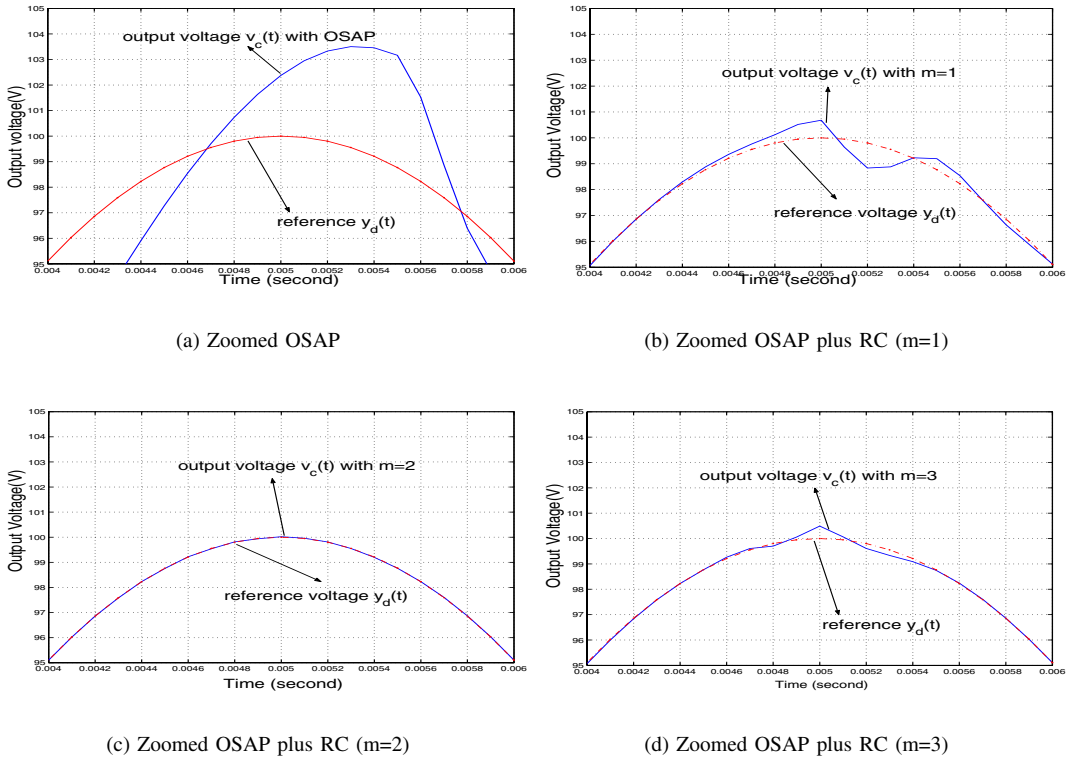 105
104
103
102
101
100
99
98
97
96
95
0.004 0.0042 0.0044 0.0046 0.0048 0.005 0.0052 0.0054 0.0056 0.0058 0.006
Output voltage(V)
Time (second)
output voltage v_c(t) with OSAP
reference y_d(t)
(a) Zoomed OSAP
105
104
103
102
101
100
99
98
97
96
95
0.004 0.0042 0.0044 0.0046 0.0048 0.005 0.0052 0.0054 0.0056 0.0058 0.006
Output Voltage(V)
Time (second)
output voltage v_c(t) with m=1
reference voltage y_d(t)
(b) Zoomed OSAP plus RC (m=1)
105
104
103
102
101
100
99
98
97
96
95
0.004 0.0042 0.0044 0.0046 0.0048 0.005 0.0052 0.0054 0.0056 0.0058 0.006
Output Voltage(V)
Time (second)
output voltage v_c(t) with m=2
reference voltage y_d(t)
(c) Zoomed OSAP plus RC (m=2)
105
104
103
102
101
100
99
98
97
96
95
0.004 0.0042 0.0044 0.0046 0.0048 0.005 0.0052 0.0054 0.0056 0.0058 0.006
Output Voltage(V)
Time (second)
output voltage v_c(t) with m=3
reference y_d(t)
(d) Zoomed OSAP plus RC (m=3)